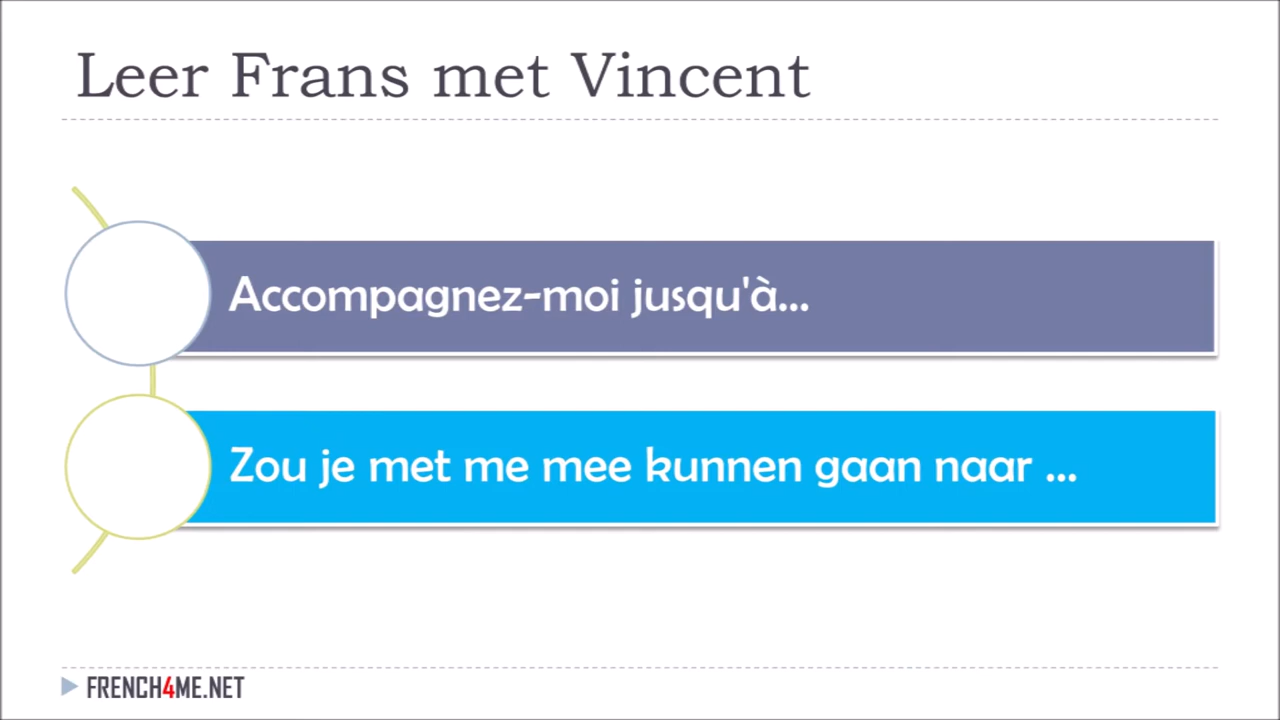 Leer Frans met Vincent
Accompagnez-moi jusqu'à...
Zou je met me mee kunnen gaan naar ...
FRENCH4ME.NET